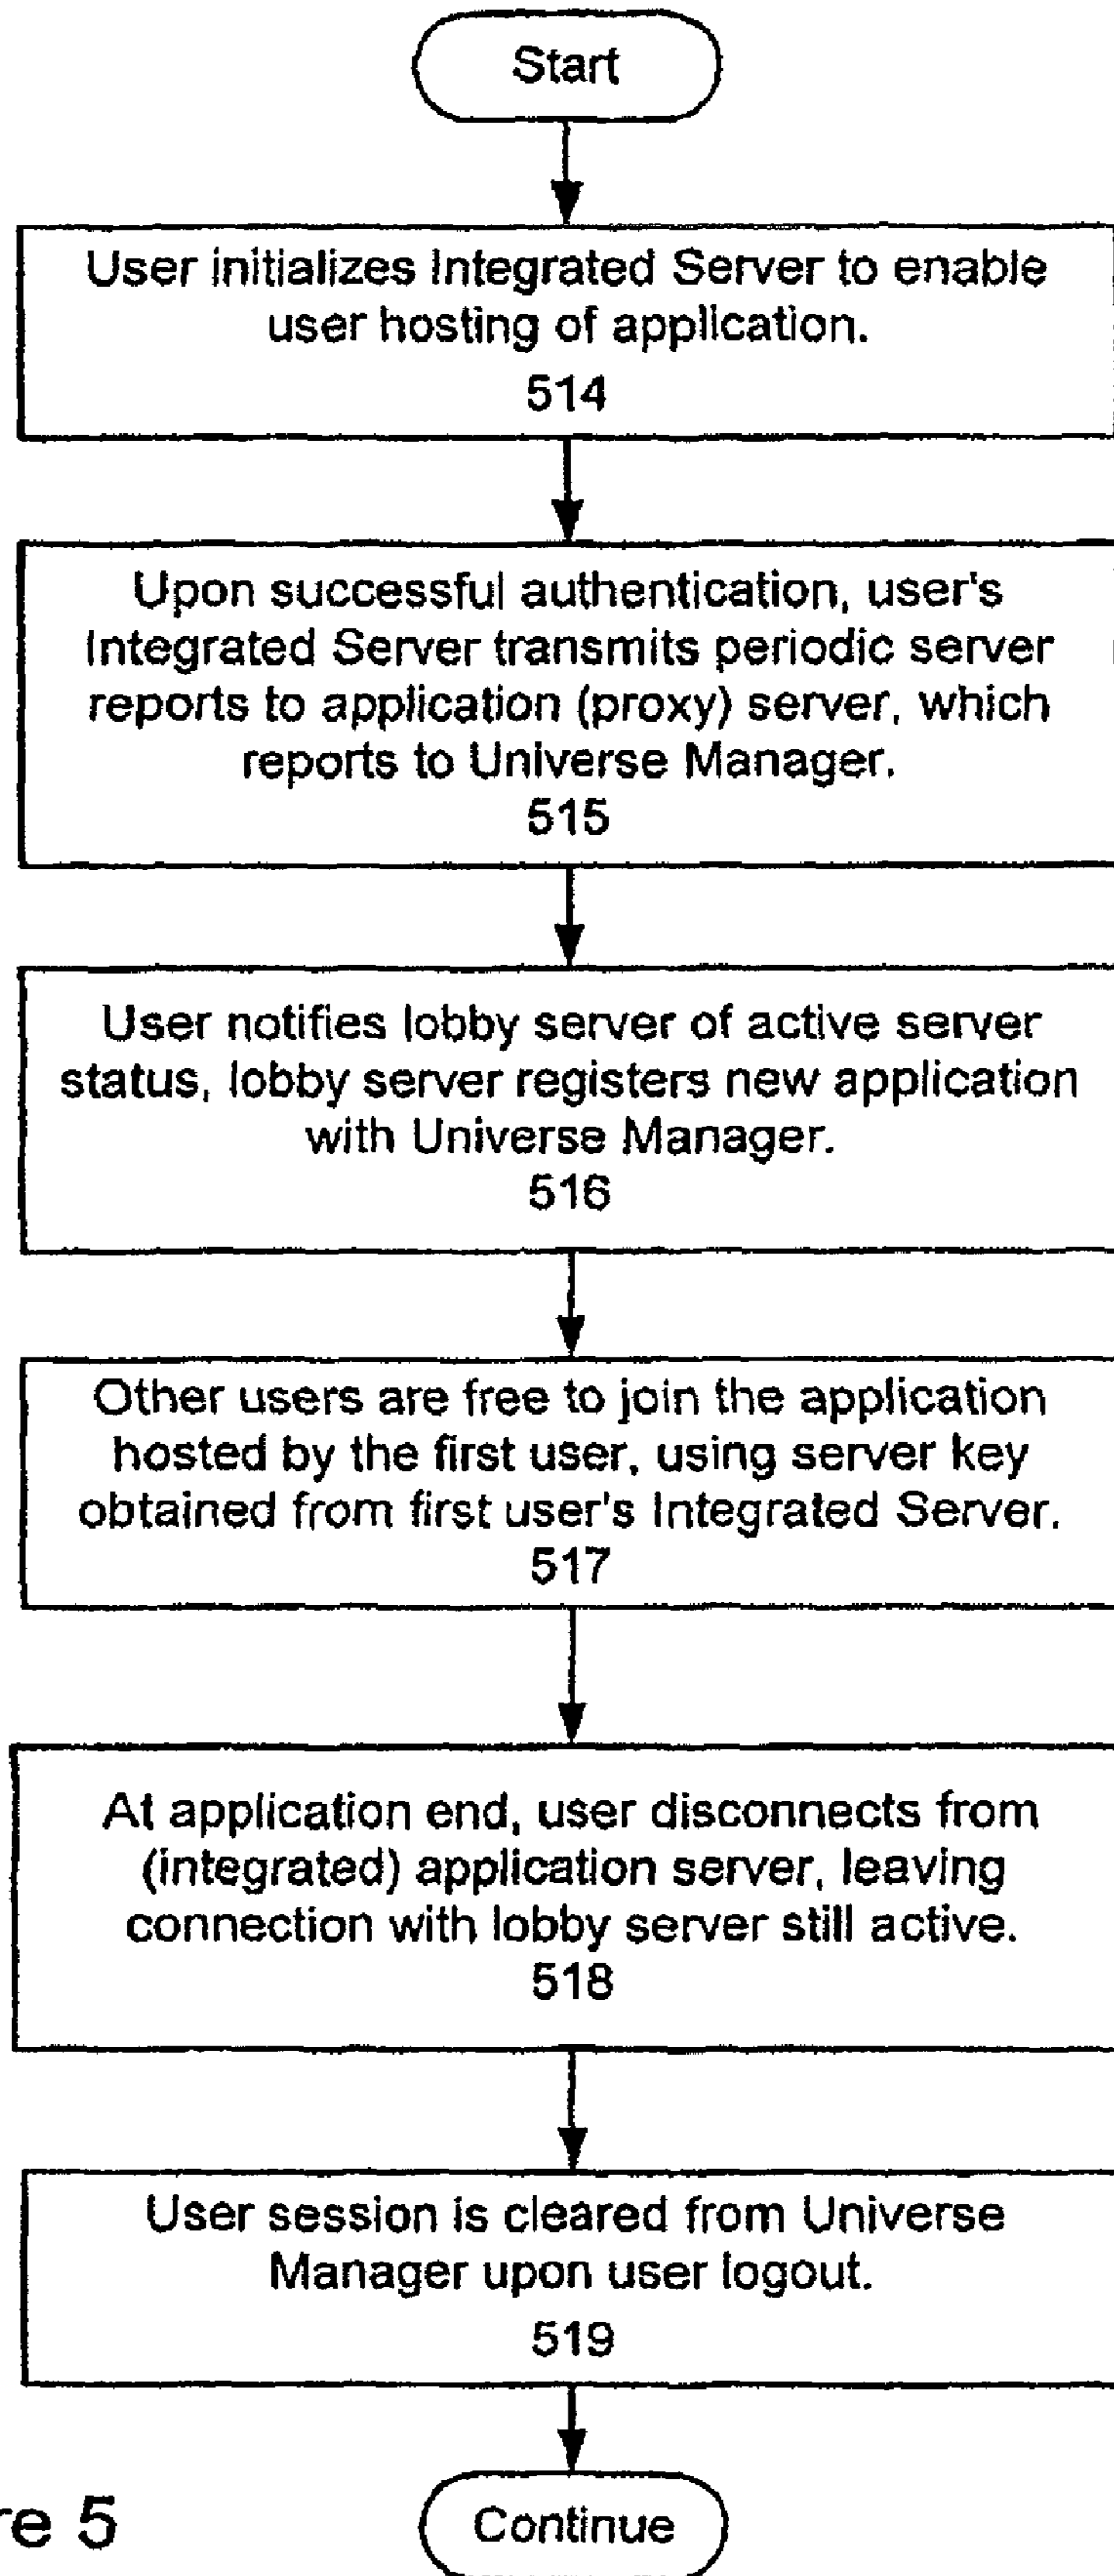 Start
User initializes Integrated Server to enable
user hosting of application.
514
Upon successful authentication, user's
Integrated Server transmits periodic server
reports to application (proxy) server, which
reports to Universe Manager.
515
User notifies lobby server of active server
status, lobby server registers new application
with Universe Manager.
516
Other users are free to join the application
hosted by the first user, using server key
obtained from first user's Integrated Server.
517
At application end, user disconnects from
(integrated) application server, leaving
connection with lobby server still active.
518
User session is cleared from Universe
Manager upon user logout.
519
re 5
Continue